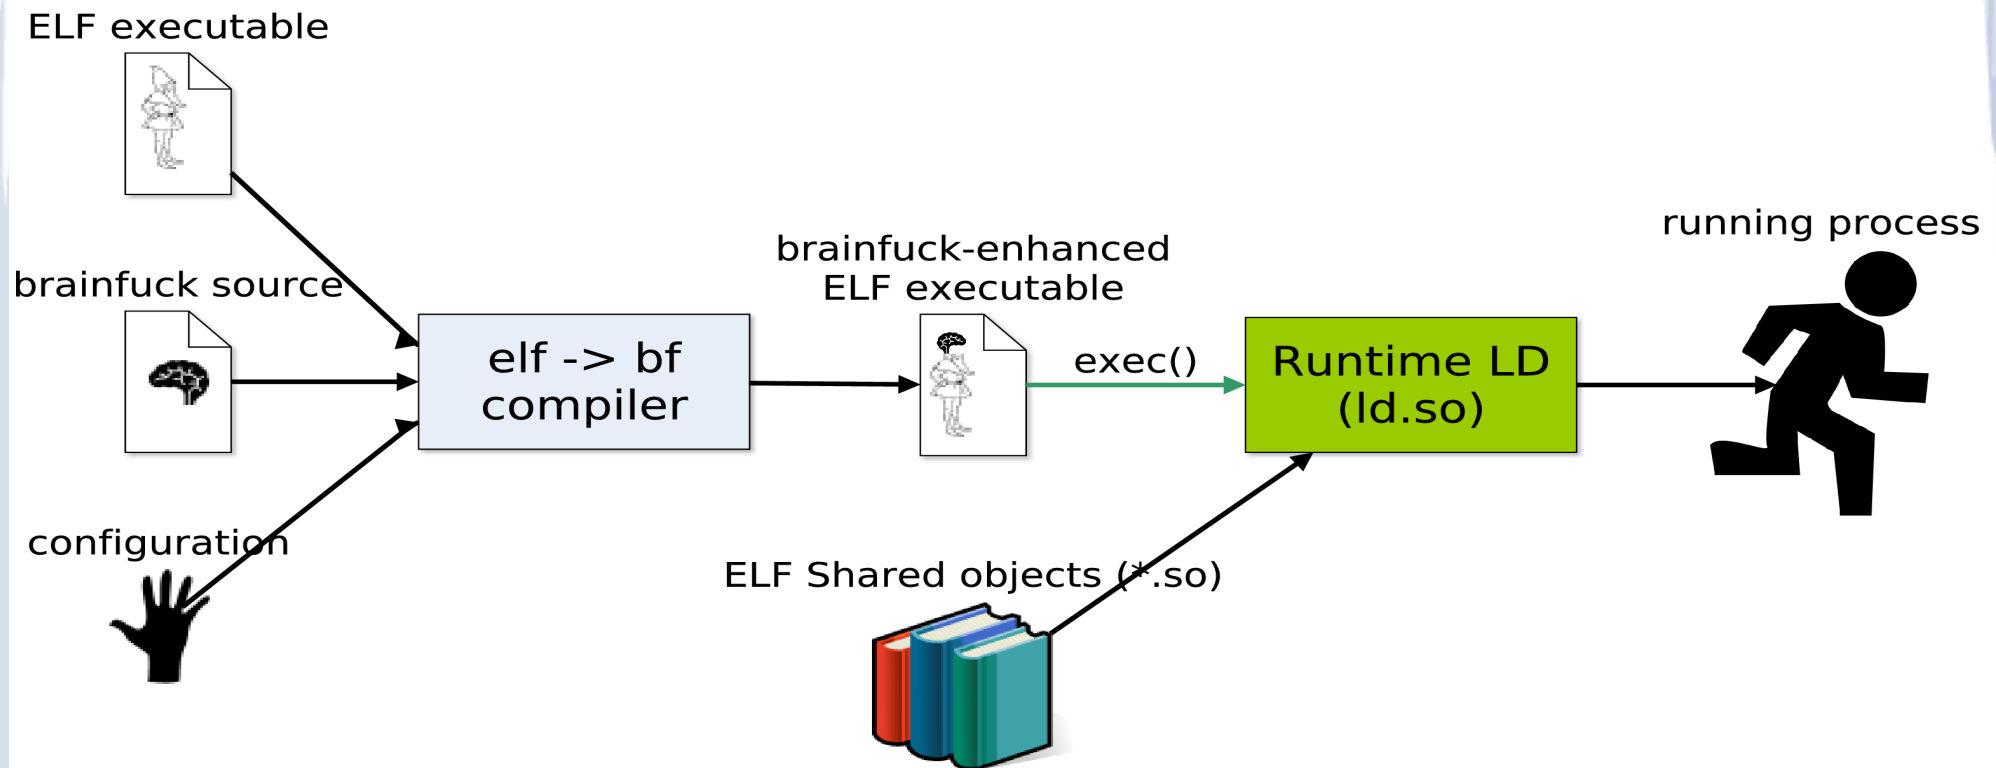 ELF executable
brainfuck source
configuration
elf -> bf
compiler
brainfuck-enhanced
ELF executable
exec()
ELF Shared objects (*.so)
Runtime LD
(ld.so)
running process